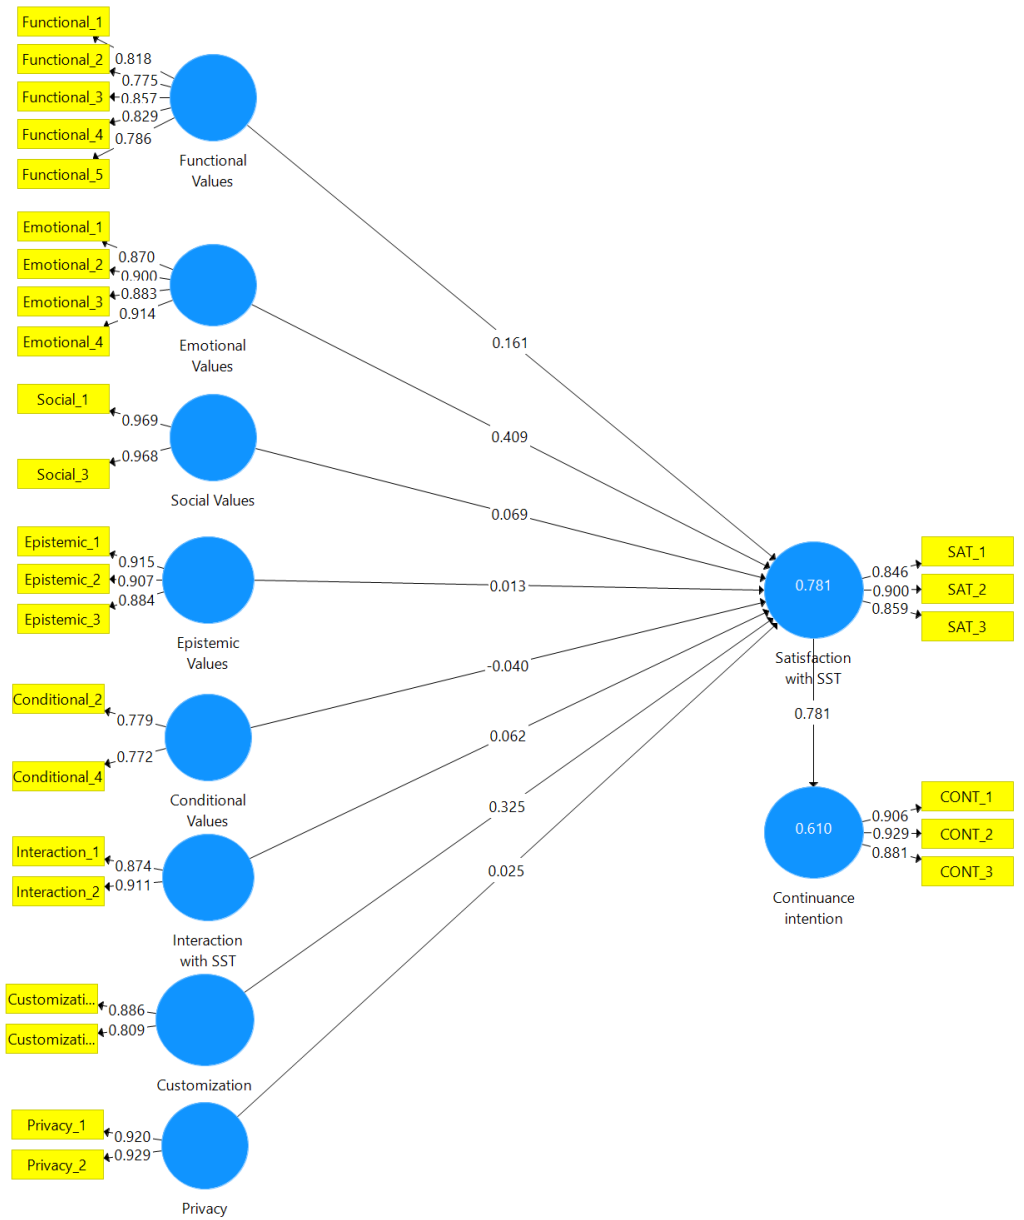 Functional_1
0.818
Functional_2
0.775
Functional_3
0.857
Functional_4
0.829
0.786
Functional_5
Functional
Values
0.161
Emotional_1
0.870
Emotional_2
0.900
Emotional_3
0.883
0.914
Emotional_4
Emotional
Values
0.409
Social_1
0.969
0.968
Social_3
Social Values
0.069
Epistemic_1
0.915
Epistemic_2
0.907
0.884
Epistemic_3
Epistemic
Values
0.013
Conditional_2
0.779
0.772
Conditional_4
Conditional
Values
-0.040
Interaction_1
0.874
Interaction_2
0.911
Interaction
with SST
0.062
Customizati...
0.886
0.809
Customizati...
Customization
0.325
Privacy_1
0.920
0.929
Privacy_2
Privacy
0.025
0.781
Satisfaction
with SST
0.846
SAT_1
0.900
SAT_2
0.859
SAT_3
0.781
0.610
Continuance
intention
0.906
CONT_1
0.929
CONT_2
0.881
CONT_3